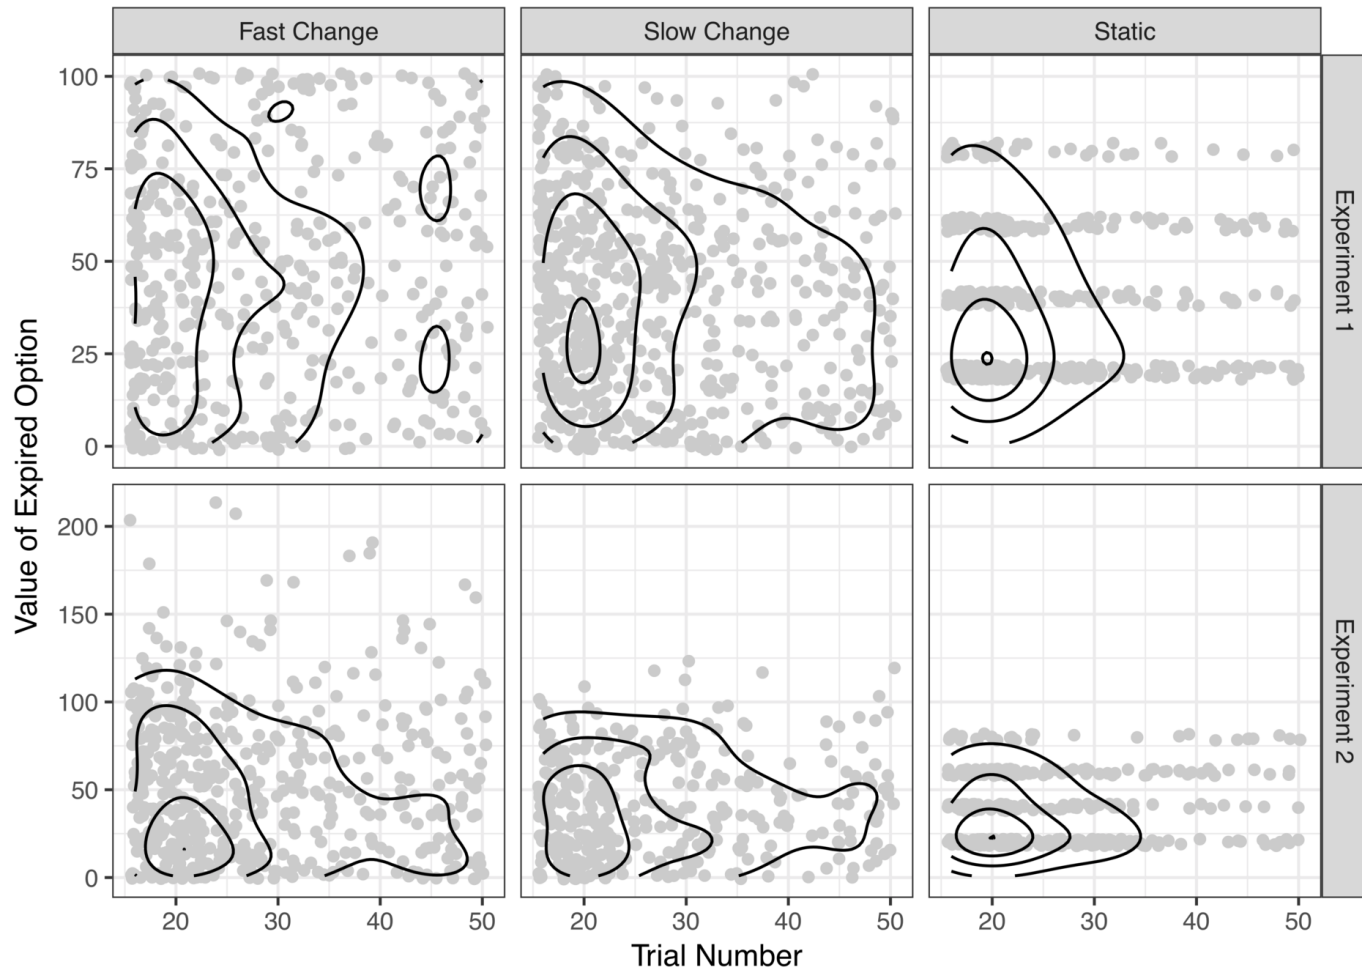 Fast Change
Slow Change
Static
Value of Expired Option
100
75
50
25
0
Experiment 1
200
150
100
50
0
Experiment 2
20 30 40 50
20 30 40 50
20 30 40 50
Trial Number